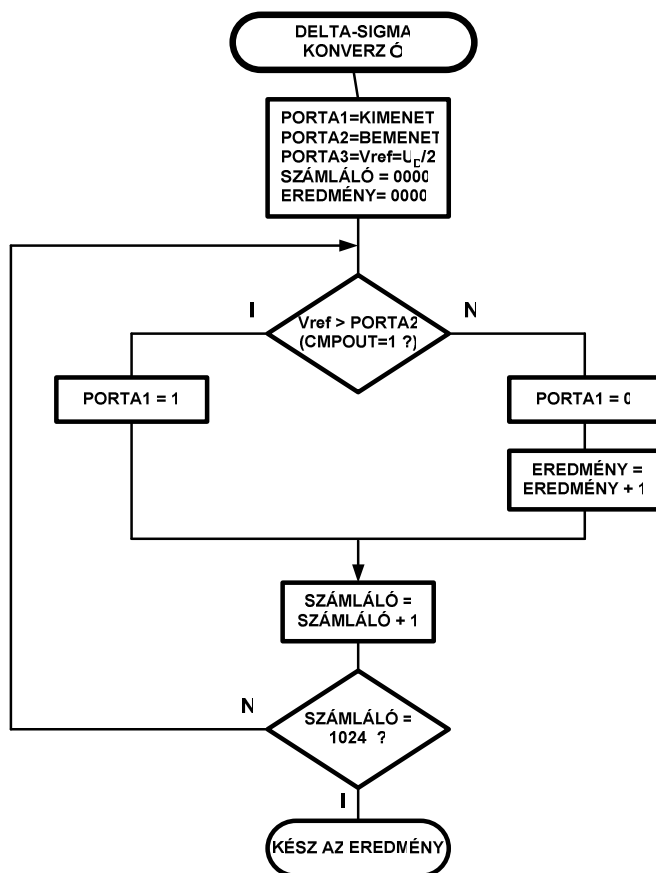 DELTA-SIGMA
KONVERZ Ó
PORTA1=KIMENET
PORTA2=BEMENET
PORTA3=Vref=UD/2
SZÁMLÁLÓ = 0000
EREDMÉNY= 0000
I
N
Vref > PORTA2
(CMPOUT=1 ?)
PORTA1 = 1
PORTA1 = 0
EREDMÉNY =
EREDMÉNY + 1
SZÁMLÁLÓ =
SZÁMLÁLÓ + 1
N
SZÁMLÁLÓ =
1024 ?
I
KÉSZ AZ EREDMÉNY